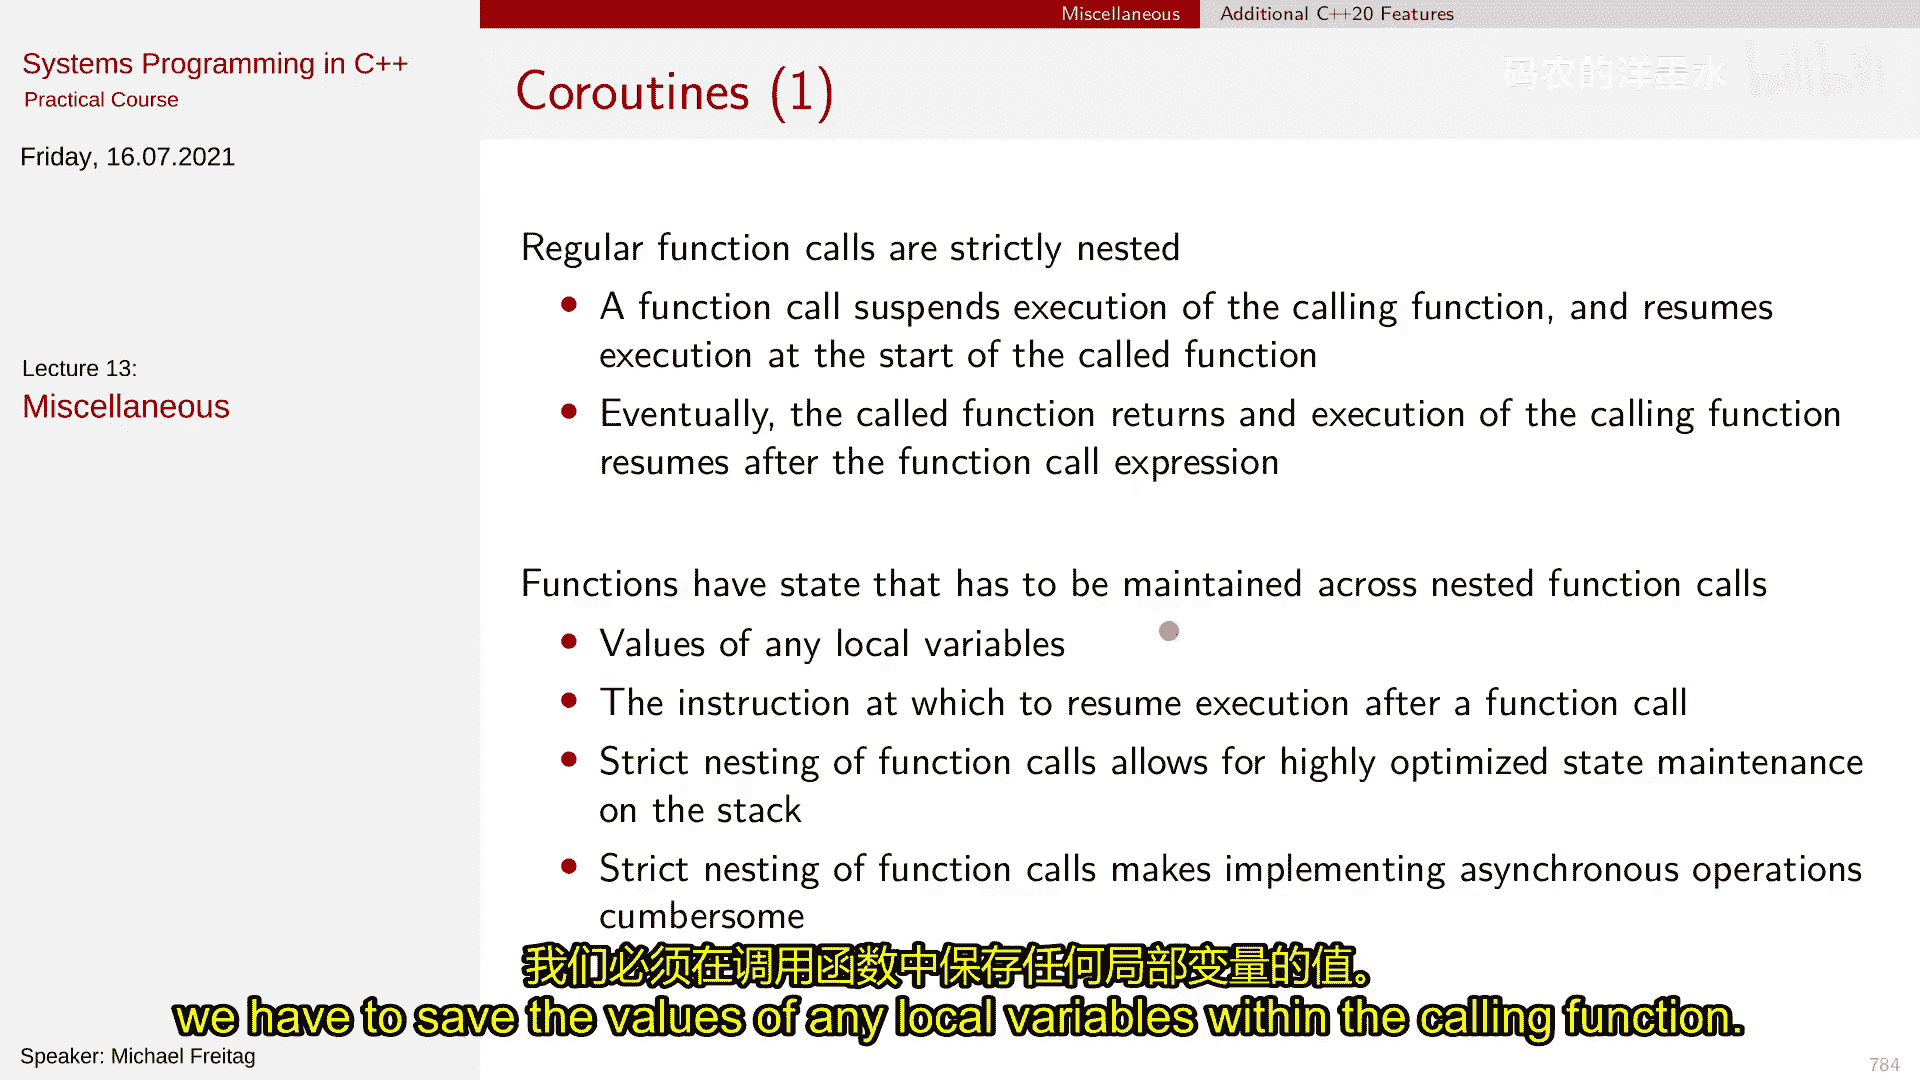 Miscellaneous
Additional C++20 Features
Systems Programming in C++
Practical Course
Friday, 16.07.2021
Lecture 13:
Miscellaneous
Coroutines (1)
码农的洋墨水
bilibili
Regular function calls are strictly nested
• A function call suspends execution of the calling function, and resumes
execution at the start of the called function
• Eventually, the called function returns and execution of the calling function
resumes after the function call expression
Functions have state that has to be maintained across nested function calls
• Values of any local variables
• The instruction at which to resume execution after a function call
• Strict nesting of function calls allows for highly optimized state maintenance
on the stack
• Strict nesting of function calls makes implementing asynchronous operations
cumbersome
我们必须在调用函数中保存任何局部变量的值。
we have to save the values of any local variables within the calling function.
Speaker: Michael Freitag
784